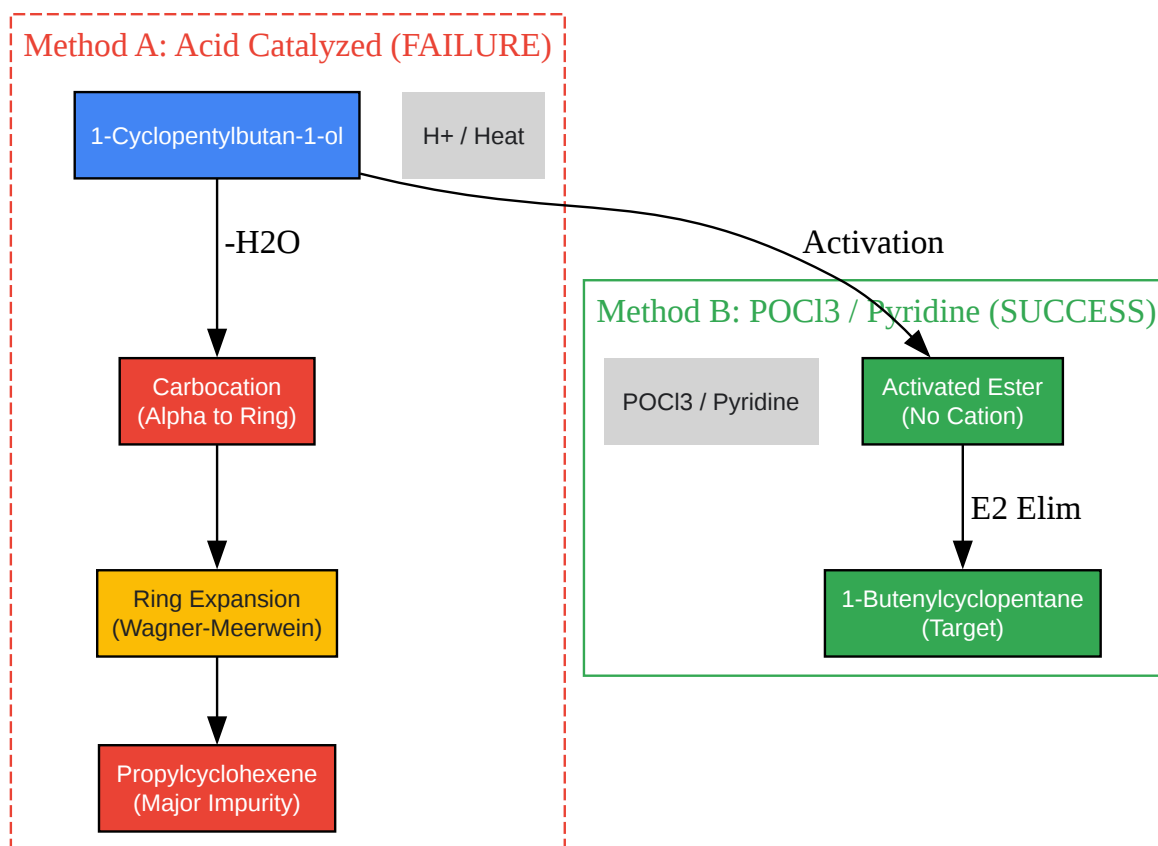 Method A: Acid Catalyzed (FAILURE)
1-Cyclopentylbutan-1-ol
H+ / Heat
-H2O
Activation
Carbocation
(Alpha to Ring)
Ring Expansion
(Wagner-Meerwein)
Propylcyclohexene
(Major Impurity)
Method B: POCl3 / Pyridine (SUCCESS)
POCl3 / Pyridine
Activated Ester
(No Cation)
E2 Elim
1-Butenylcyclopentane
(Target)